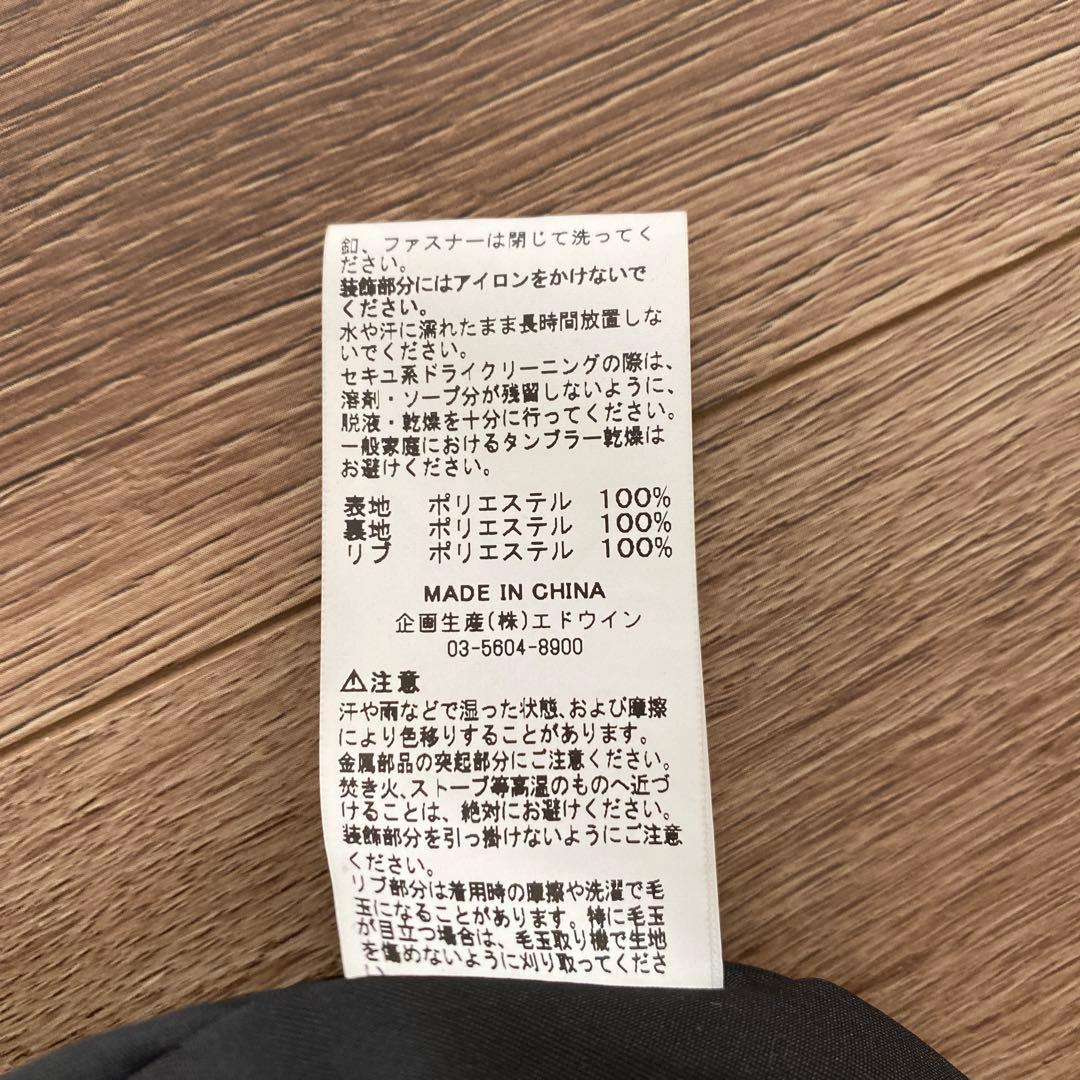 釦、ファスナーは閉じて洗ってく
ださい。
装飾部分にはアイロンをかけないで
ください。
水や汗に濡れたまま長時間放置しな
いでください。
セキユ系ドライクリーニングの際は、
溶剤・ソープ分が残留しないように、
脱液・乾燥を十分に行ってください。
一般家庭におけるタンブラー乾燥は
お避けください。
表地 ポリエステル 100%
裏地 ポリエステル 100%
リブ ポリエステル 100%
MADE IN CHINA
企画生産(株)エドウイン
03-5604-8900
⚠注意
汗や雨などで湿った状態、および摩擦
により色移りすることがあります。
金属部品の突起部分にご注意ください。
焚き火、ストーブ等高温のものへ近づ
けることは、絶対にお避けください。
装飾部分を引っ掛けないようにご注意
ください。
リブ部分は着用時の摩擦や洗濯で毛
玉になることがあります。特に毛玉
が目立つ場合は、毛玉取り機で生地
を傷めないように刈り取ってくださ
い